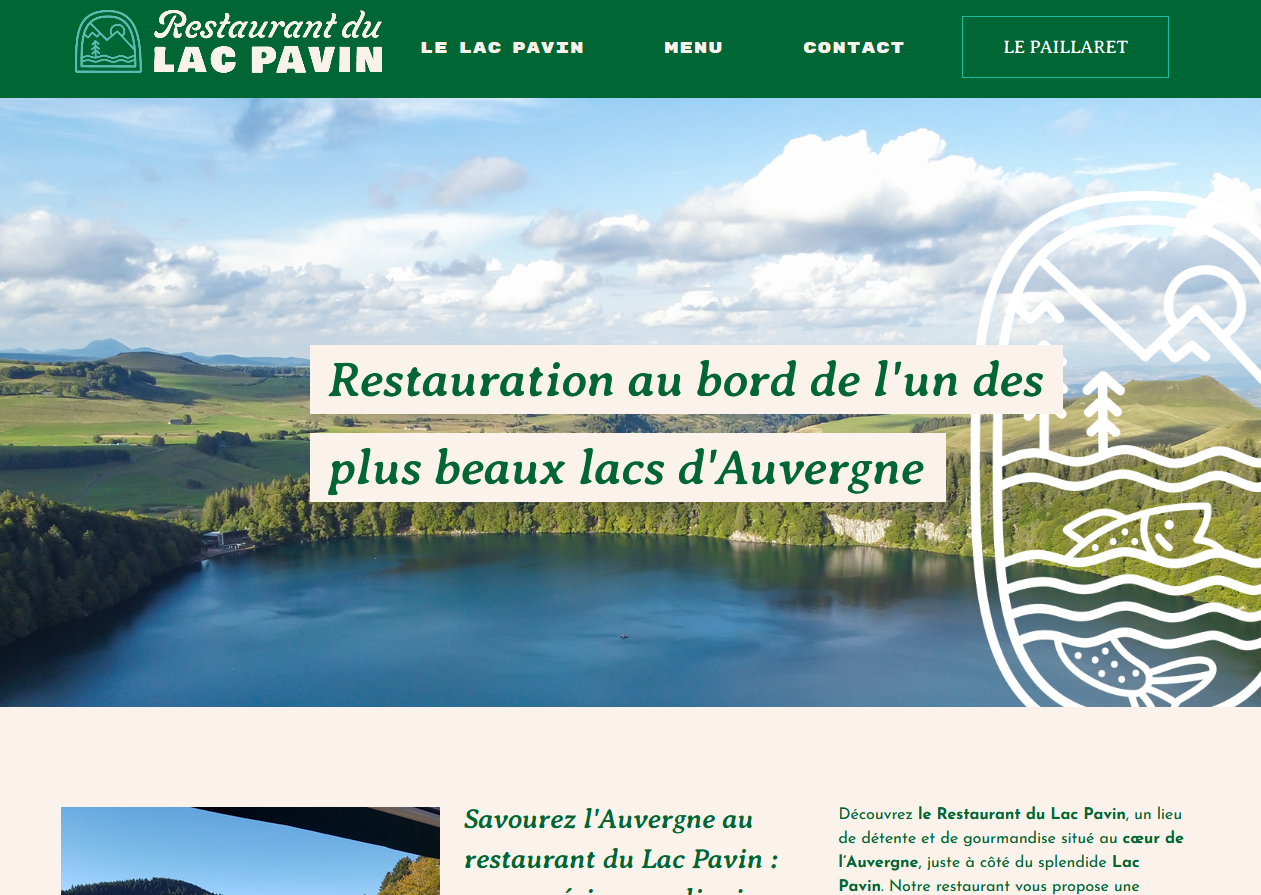 Restaurant du
LAC PAVIN
LE LAC PAVIN
MENU
CONTACT
LE PAILLARET
Restauration au bord de l'un des
plus beaux lacs d'Auvergne
Savourez l'Auvergne au
restaurant du Lac Pavin :
Découvrez le Restaurant du Lac Pavin, un lieu
de détente et de gourmandise situé au cœur de
l'Auvergne, juste à côté du splendide Lac
Pavin. Notre restaurant vous propose une